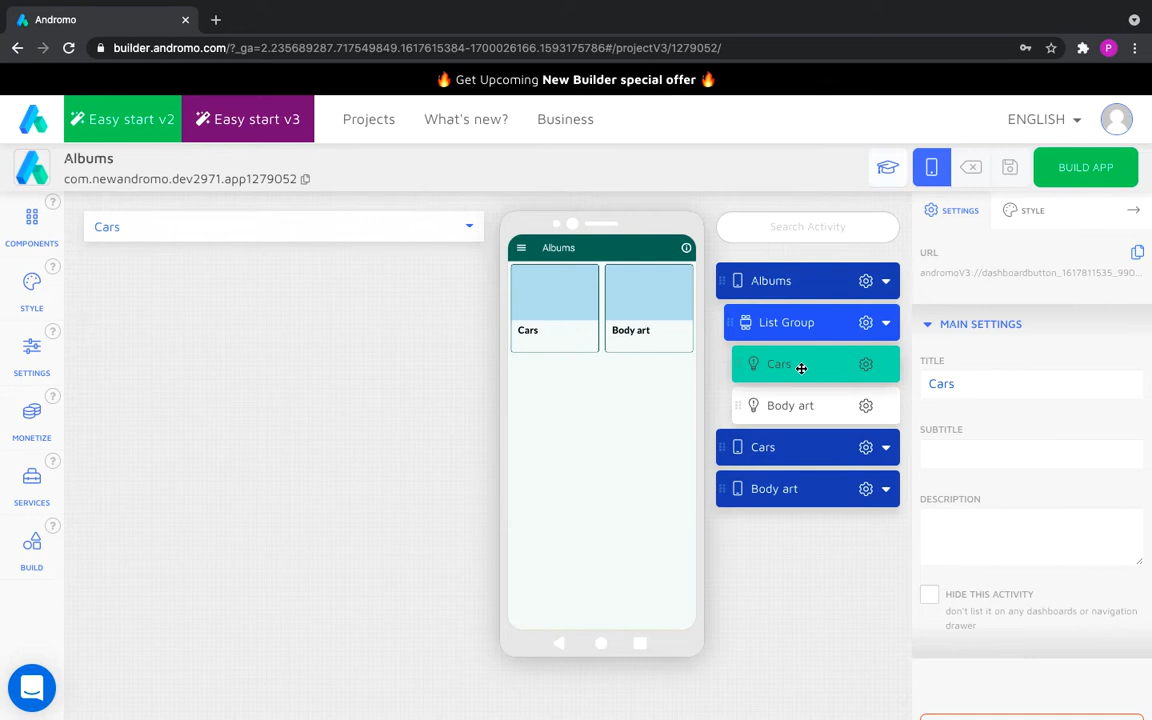 Andromo
builder.andromo.com/?_ga=2.235689287.717549849.1617615384-1700026166.1593175786#/projectV3/1279052/
P
🔥 Get Upcoming New Builder special offer 🔥
Easy start v2
Easy start v3
Projects
What's new?
Business
ENGLISH
Albums
com.newandromo.dev2971.app1279052
BUILD APP
?
COMPONENTS
?
STYLE
?
SETTINGS
?
MONETIZE
?
SERVICES
?
BUILD
Cars
Albums
Cars
Body art
Search Activity
Albums
List Group
Cars
Body art
Cars
Body art
SETTINGS
STYLE
URL
andromoV3://dashboardbutton_1617811535_990...
MAIN SETTINGS
TITLE
Cars
SUBTITLE
DESCRIPTION
HIDE THIS ACTIVITY
don't list it on any dashboards or navigation
drawer